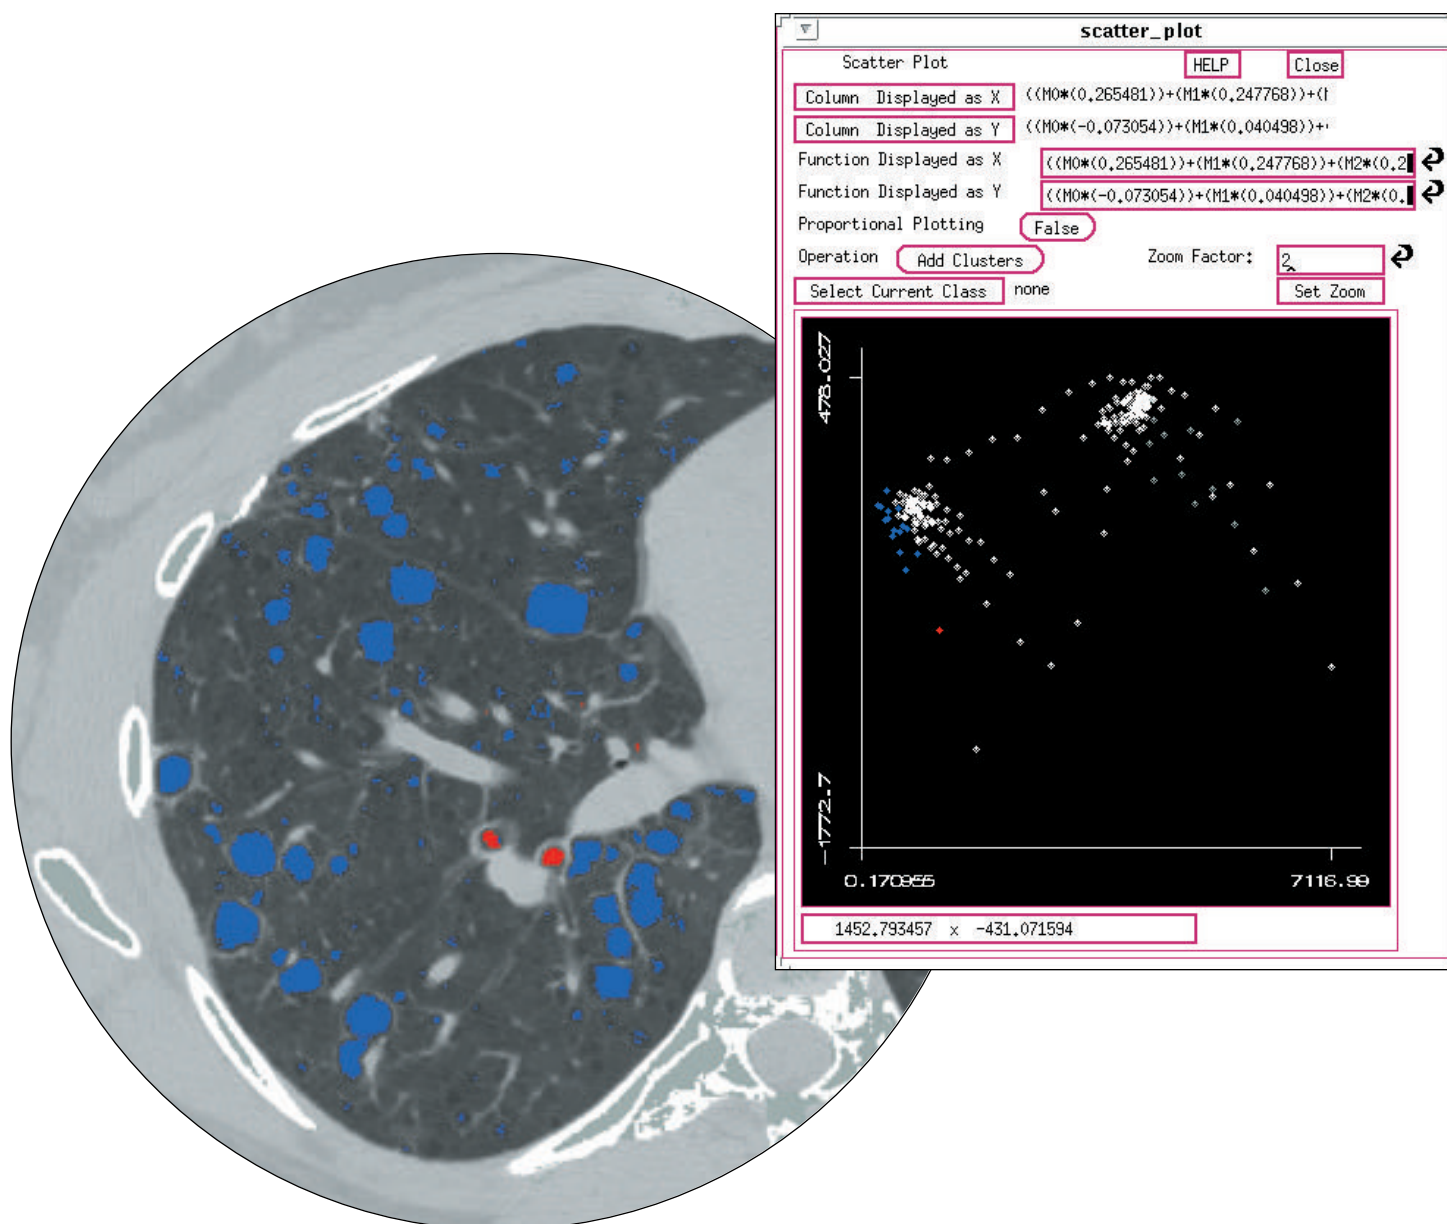 scatter_plot
Scatter Plot HELP Close
Column Displayed as X ((M0*(0.265481))+(M1*(0.247768))+(
Column Displayed as Y ((M0*(-0.073054))+(M1*(0.040498))+
Function Displayed as X ((M0*(0.265481))+(M1*(0.247768))+(M2*(0.2
Function Displayed as Y ((M0*(-0.073054))+(M1*(0.040498))+(M2*(0.
Proportional Plotting False
Operation Add Clusters Zoom Factor: 2
Select Current Class none Set Zoom
478.027
-1772.7
0.170955 7116.99
1452.793457 x -431.071594